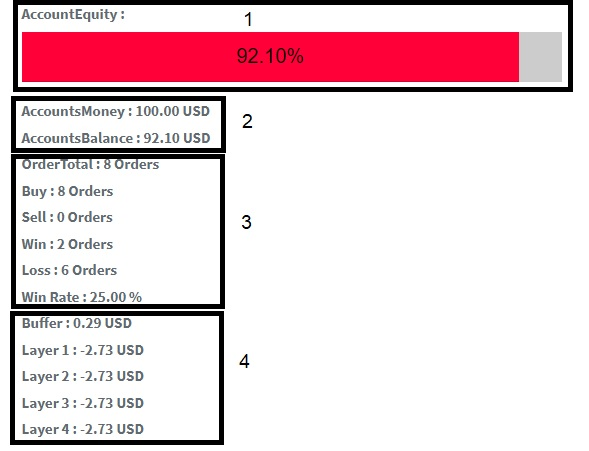 AccountEquity :
1
92.10%
AccountsMoney : 100.00 USD
2
AccountsBalance : 92.10 USD
OrderTotal : 8 Orders
Buy : 8 Orders
Sell : 0 Orders
3
Win : 2 Orders
Loss : 6 Orders
Win Rate : 25.00 %
Buffer : 0.29 USD
Layer 1 : -2.73 USD
4
Layer 2 : -2.73 USD
Layer 3 : -2.73 USD
Layer 4 : -2.73 USD